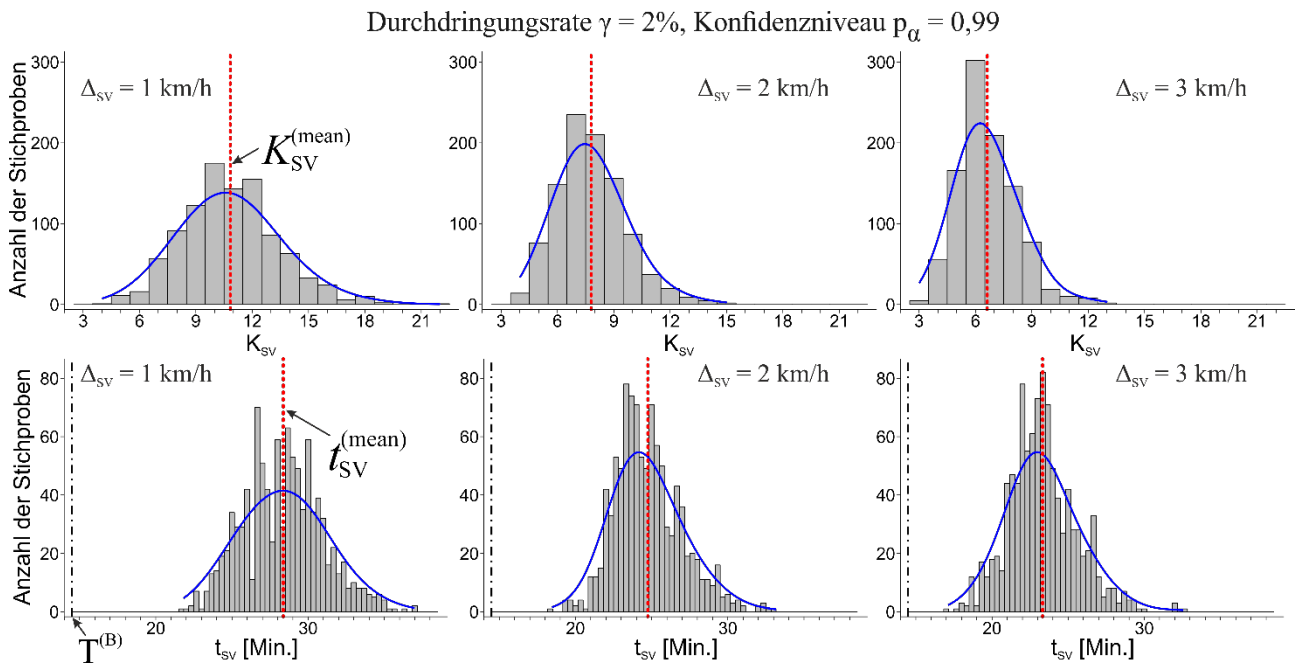 Durchdringungsrate γ = 2%, Konfidenzniveau pα = 0,99
Anzahl der Stichproben
300
200
100
0
ΔSV = 1 km/h
KSV(mean)
3 6 9 12 15 18 21
KSV
300
200
100
0
ΔSV = 2 km/h
3 6 9 12 15 18 21
KSV
300
200
100
0
ΔSV = 3 km/h
3 6 9 12 15 18 21
KSV
Anzahl der Stichproben
80
60
40
20
0
ΔSV = 1 km/h
tSV(mean)
T(B)
20 30
tSV [Min.]
80
60
40
20
0
ΔSV = 2 km/h
20 30
tSV [Min.]
80
60
40
20
0
ΔSV = 3 km/h
20 30
tSV [Min.]